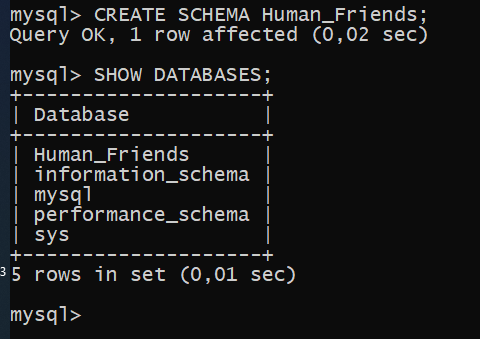 mysql> CREATE SCHEMA Human_Friends;
Query OK, 1 row affected (0,02 sec)
mysql> SHOW DATABASES;
+--------------------+
| Database           |
+--------------------+
| Human_Friends      |
| information_schema |
| mysql              |
| performance_schema |
| sys                |
+--------------------+
3
5 rows in set (0,01 sec)
mysql>